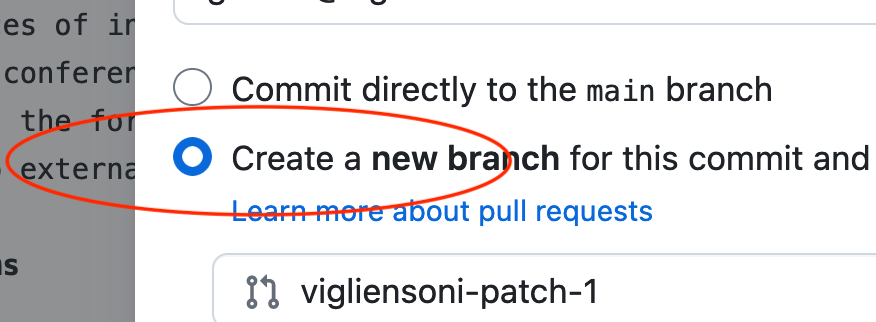 es of in
conferen
Commit directly to the main branch
the for
Create a new branch for this commit and
externa
Learn more about pull requests
vigliensoni-patch-1